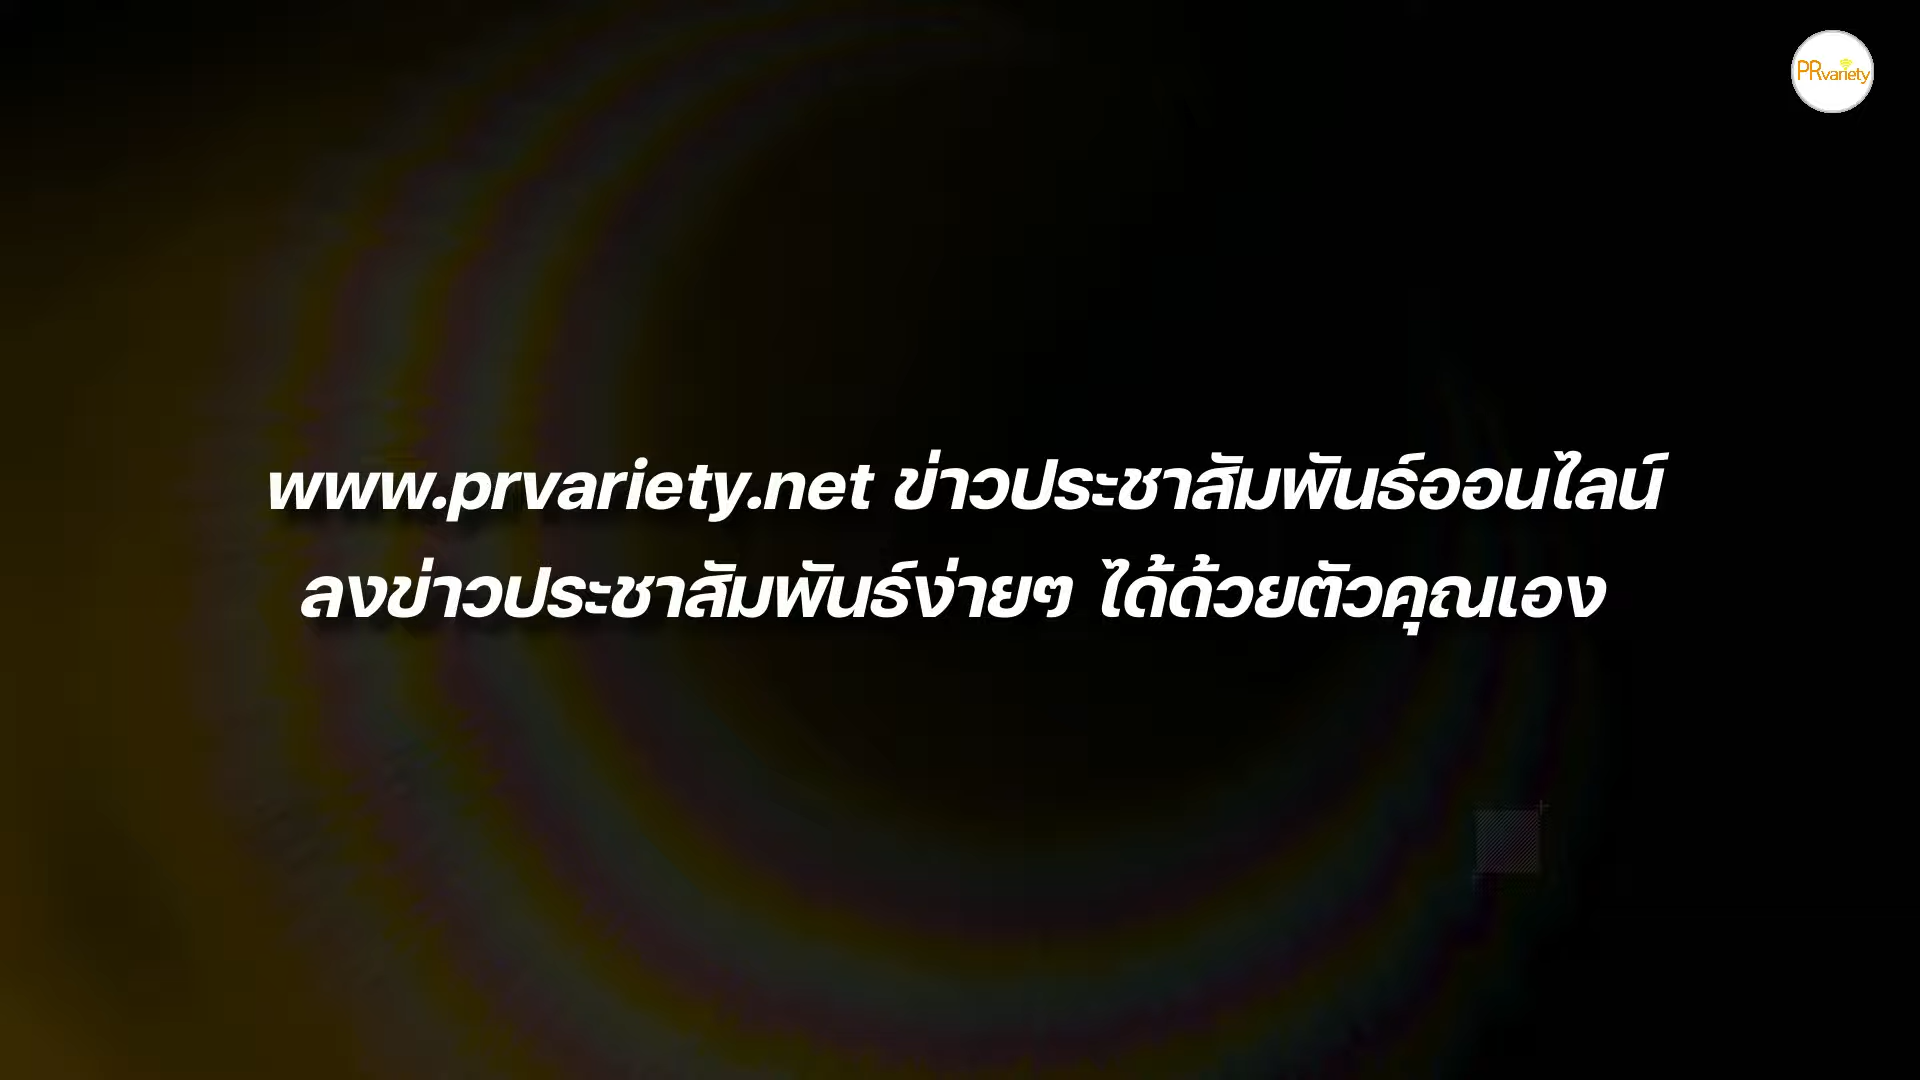 PRvariety
www.prvariety.net ข่าวประชาสัมพันธ์ออนไลน์
ลงข่าวประชาสัมพันธ์ง่ายๆ ได้ด้วยตัวคุณเอง